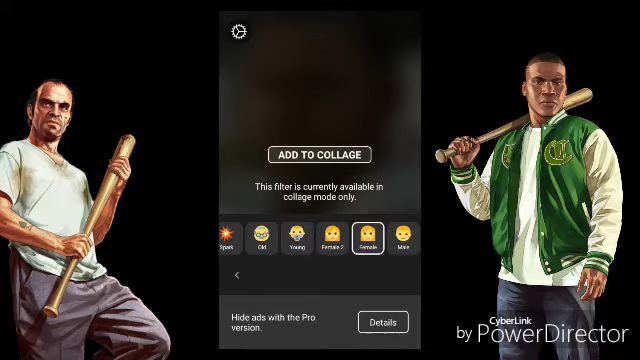 ADD TO COLLAGE
This filter is currently available in
collage mode only.
Spark
Old
Young
Female 2
Female
Male
Hide ads with the Pro
version.
Details
C
CyberLink
by PowerDirector